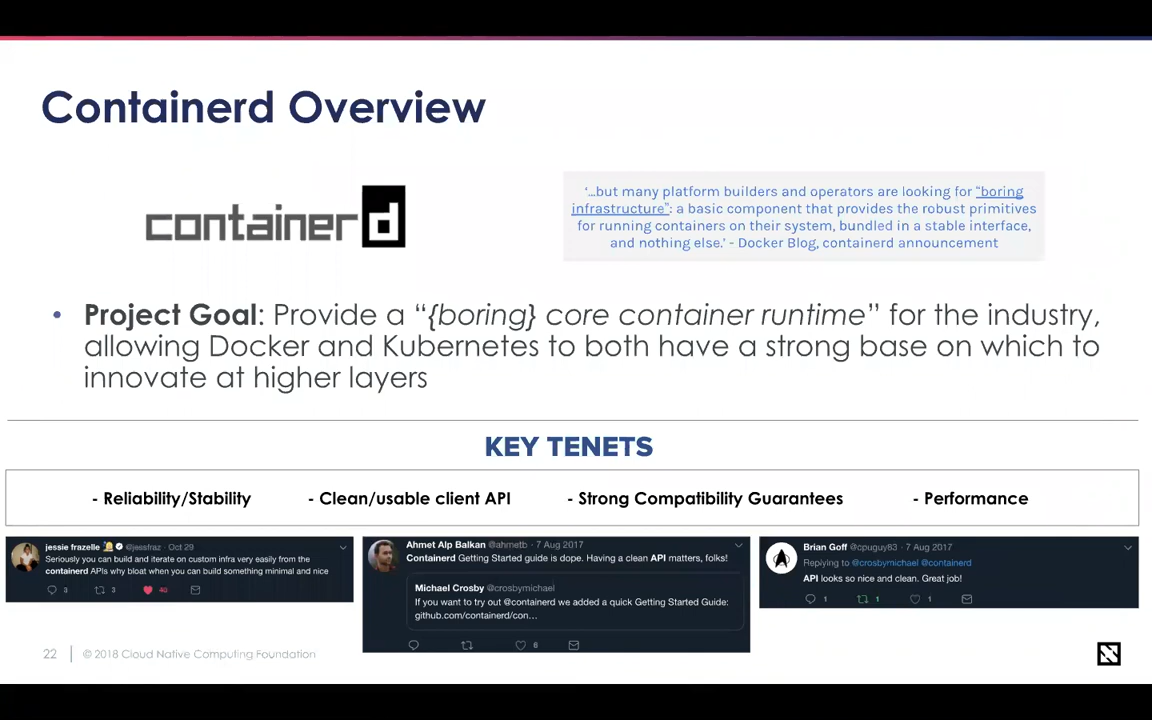 Containerd Overview
containerd
'...but many platform builders and operators are looking for "boring
infrastructure": a basic component that provides the robust primitives
for running containers on their system, bundled in a stable interface,
and nothing else.' - Docker Blog, containerd announcement
• Project Goal: Provide a “{boring} core container runtime” for the industry,
allowing Docker and Kubernetes to both have a strong base on which to
innovate at higher layers
KEY TENETS
- Reliability/Stability - Clean/usable client API - Strong Compatibility Guarantees - Performance
jessie frazelle @jessfraz · Oct 29
Seriously you can build and iterate on custom infra very easily from the
containerd APIs why bloat when you can build something minimal and nice
3 3 40
Ahmet Alp Balkan @ahmetb · 7 Aug 2017
Containerd Getting Started guide is dope. Having a clean API matters, folks!
Michael Crosby @crosbymichael
If you want to try out @containerd we added a quick Getting Started Guide:
github.com/containerd/con...
6
Brian Goff @cpuguy83 · 7 Aug 2017
Replying to @crosbymichael @containerd
API looks so nice and clean. Great job!
1 1 1
22 | © 2018 Cloud Native Computing Foundation